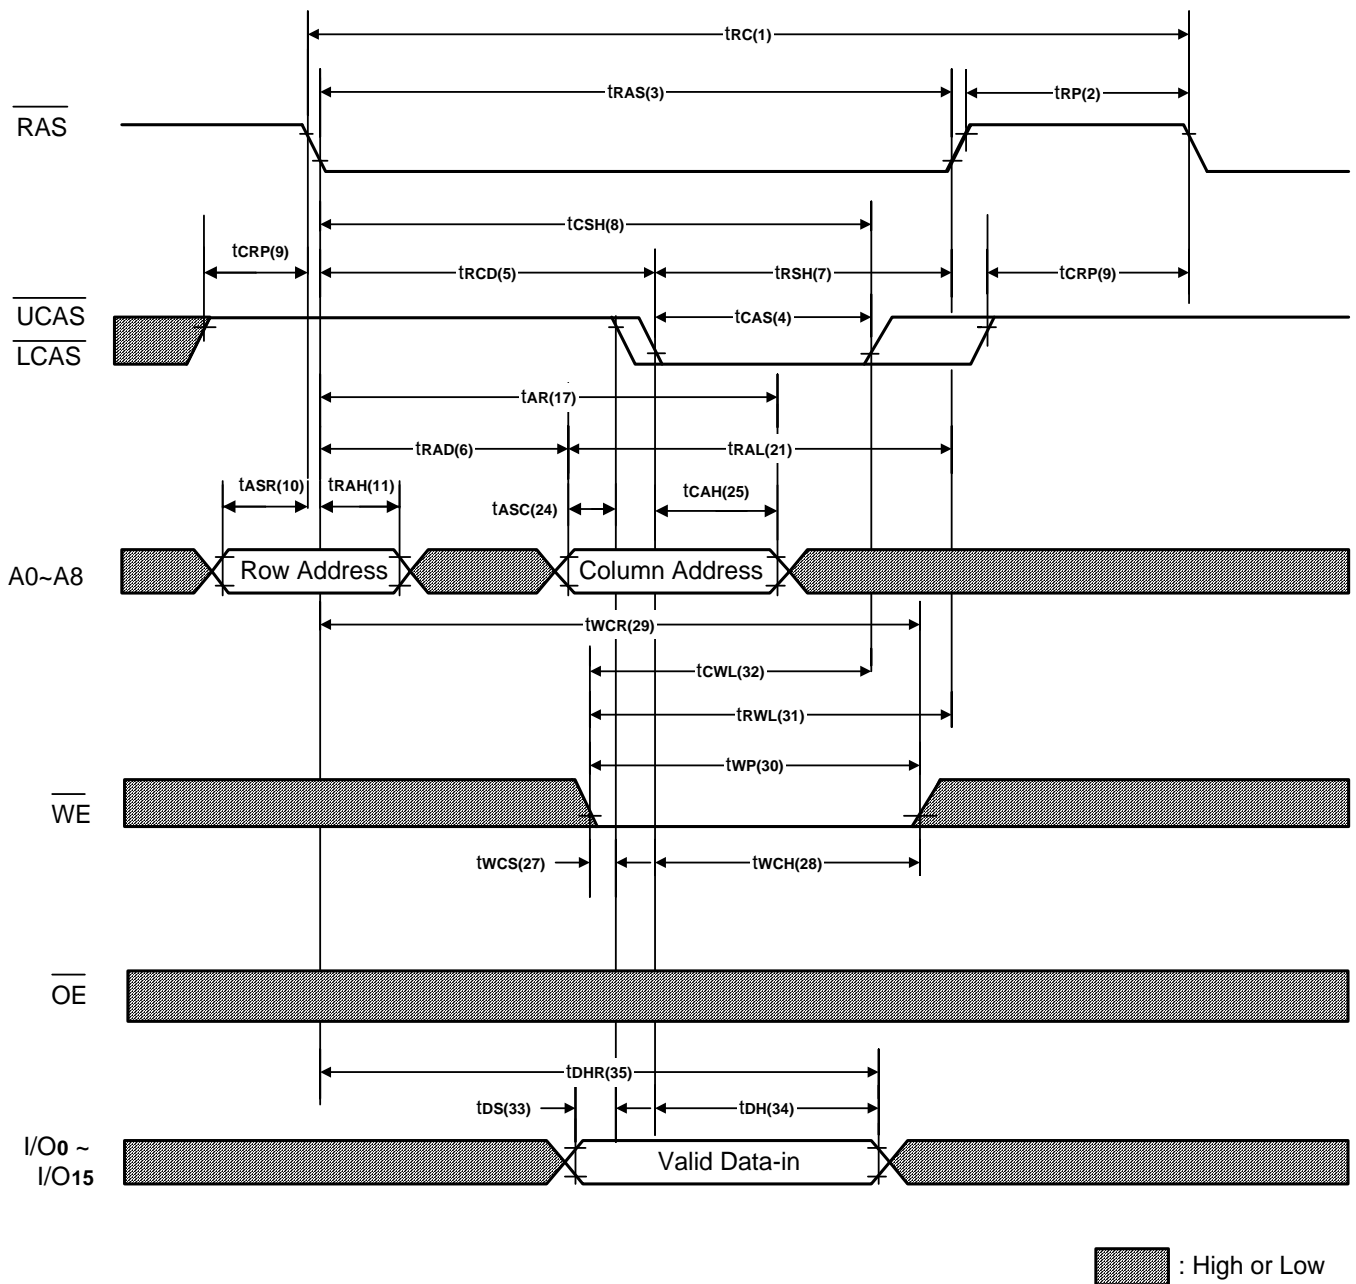 tRC(1)
tRAS(3)
tRP(2)
RAS
tCSH(8)
tCRP(9)
tRCD(5)
tRSH(7)
tCRP(9)
UCAS
LCAS
tCAS(4)
tAR(17)
tRAD(6)
tRAL(21)
tASR(10)
tRAH(11)
tASC(24)
tCAH(25)
A0~A8
Row Address
Column Address
tWCR(29)
tCWL(32)
tRWL(31)
tWP(30)
WE
tWCS(27)
tWCH(28)
OE
tDHR(35)
tDS(33)
tDH(34)
I/O0 ~
I/O15
Valid Data-in
: High or Low